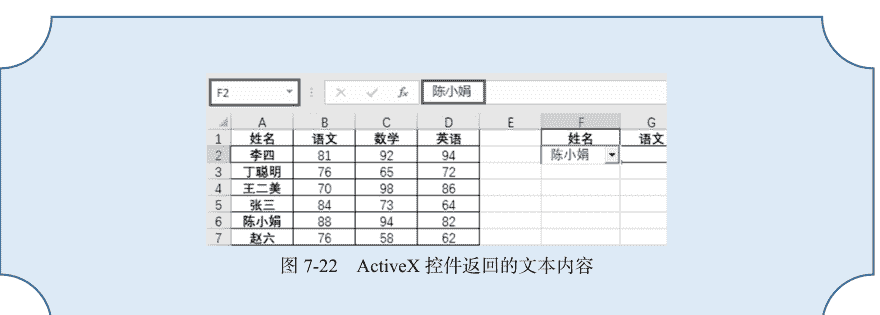 F2 fx 陈小娟
A B C D E F G
1 姓名 语文 数学 英语 姓名 语文
2 李四 81 92 94 陈小娟
3 丁聪明 76 65 72
4 王二美 70 98 86
5 张三 84 73 64
6 陈小娟 88 94 82
7 赵六 76 58 62
图 7-22 ActiveX 控件返回的文本内容